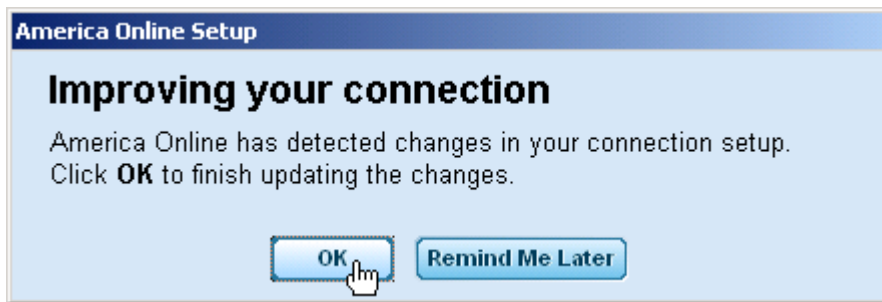 America Online Setup
Improving your connection
America Online has detected changes in your connection setup.
Click OK to finish updating the changes.
OK
Remind Me Later